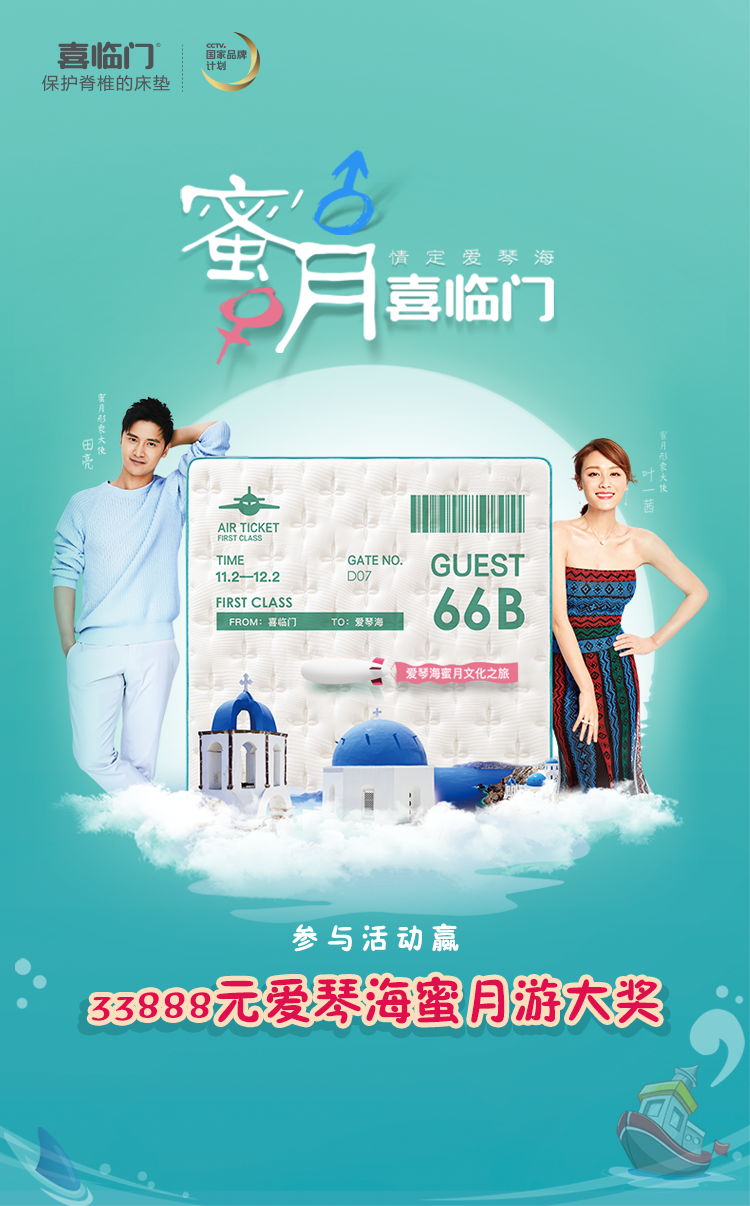 喜临门©
保护脊椎的床垫
CCTV.
国家品牌
计划
蜜月
情定爱琴海
喜临门
蜜月形象大使
田亮
蜜月形象大使
叶一茜
AIR TICKET
FIRST CLASS
TIME
11.2—12.2
GATE NO.
D07
GUEST
66B
FIRST CLASS
FROM: 喜临门 TO: 爱琴海
爱琴海蜜月文化之旅
参与活动赢
33888元爱琴海蜜月游大奖